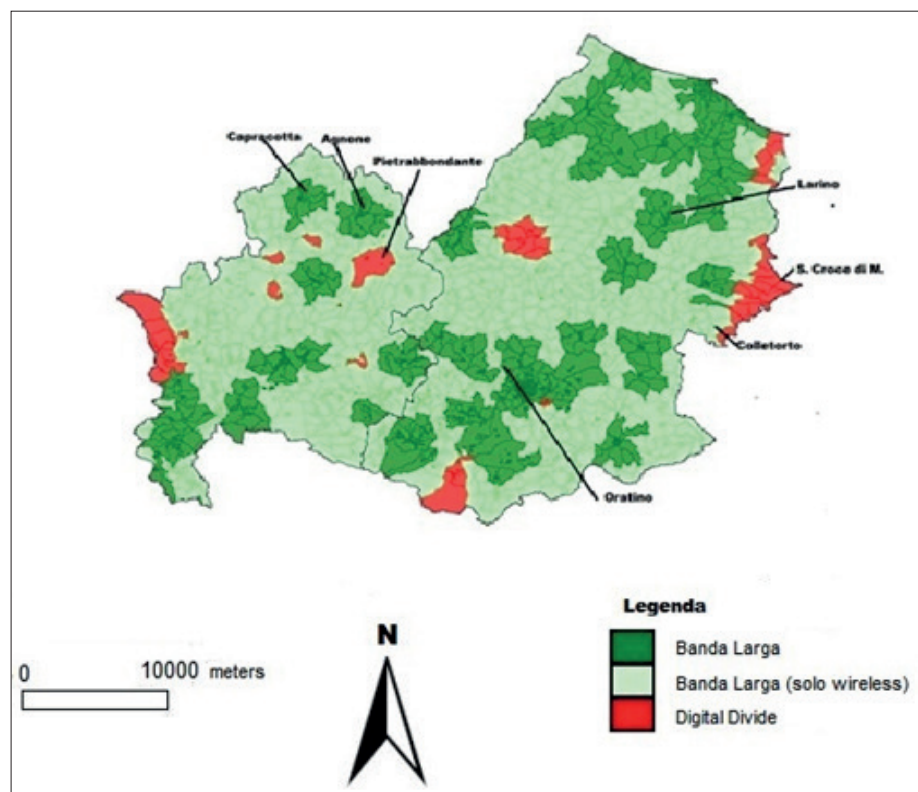 Capracotta
Agnone
Pietrabbondante
Larino
S. Croce di M.
Colletorto
Oratino
Legenda
Banda Larga
Banda Larga (solo wireless)
Digital Divide
N
0 10000 meters